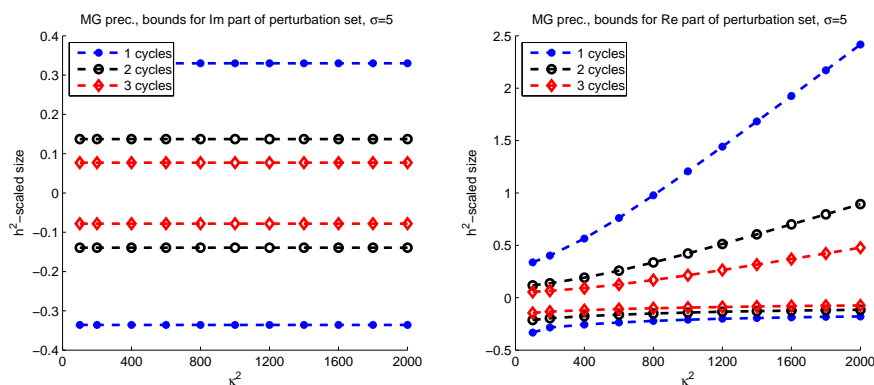 MG prec., bounds for Im part of perturbation set, σ=5
0.4
0.3
0.2
0.1
0
−0.1
−0.2
−0.3
−0.4
h²−scaled size
1 cycles
2 cycles
3 cycles
0 400 800 1200 1600 2000
κ²
MG prec., bounds for Re part of perturbation set, σ=5
2.5
2
1.5
1
0.5
0
−0.5
h²−scaled size
1 cycles
2 cycles
3 cycles
0 400 800 1200 1600 2000
κ²